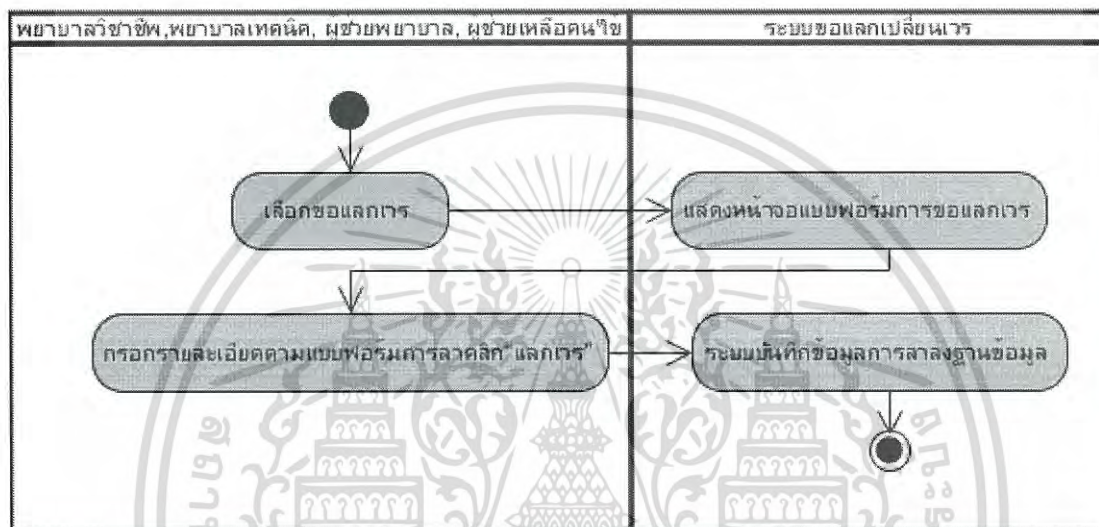 พยาบาลวิชาชีพ,พยาบาลเทคนิค, ผู้ช่วยพยาบาล, ผู้ช่วยเหลือคนไข้
ระบบขอแลกเปลี่ยนเวร
เลือกขอแลกเวร
แสดงหน้าจอแบบฟอร์มการขอแลกเวร
กรอกรายละเอียดตามแบบฟอร์มการลาคลิก"แลกเวร"
ระบบบันทึกข้อมูลการลาลงฐานข้อมูล